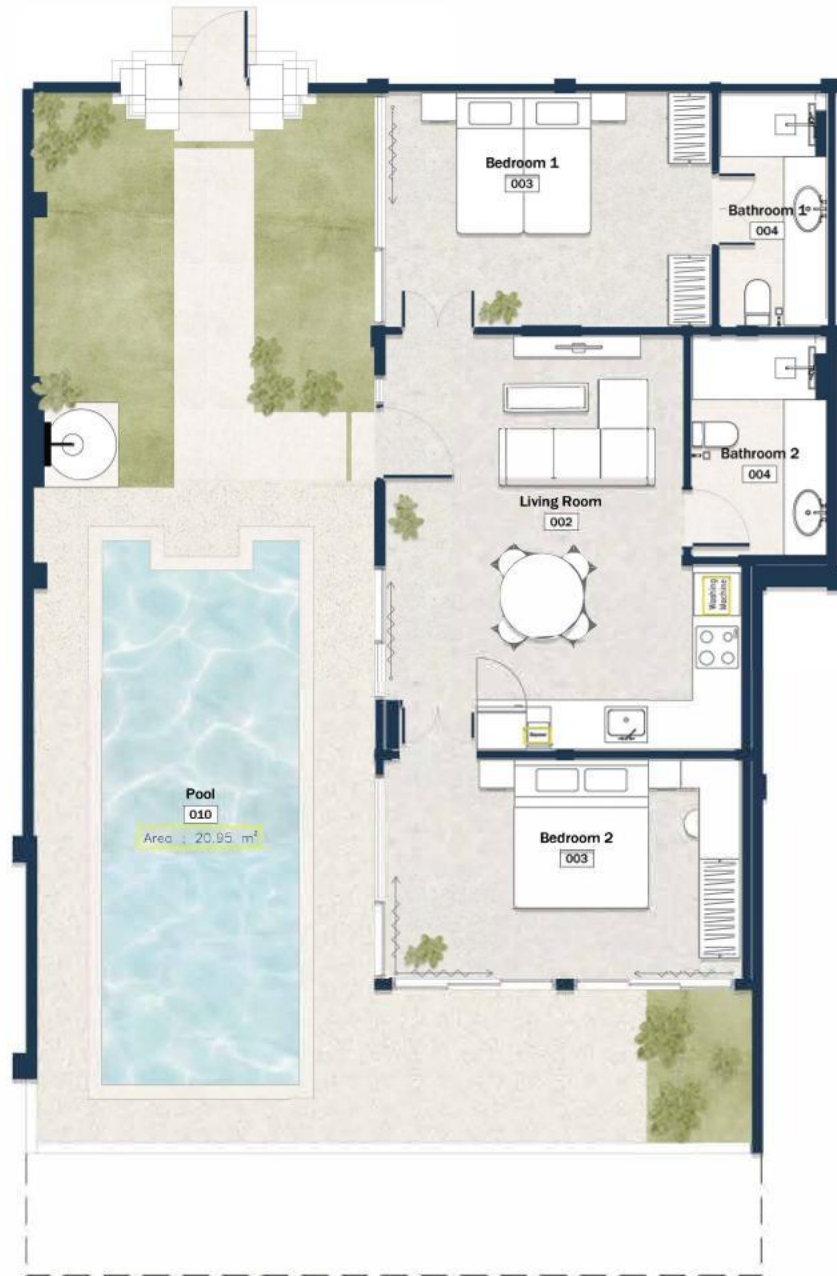 Bedroom 1
003
Bathroom 1
004
Bathroom 2
004
Living Room
002
Washing
Machine
Pool
010
Area : 20.95 m²
Bedroom 2
003